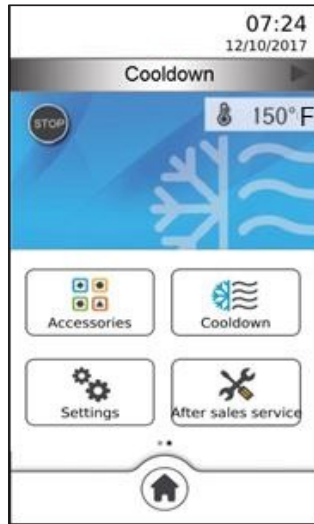 07:24
12/10/2017
Cooldown
STOP
150°F
Accessories
Cooldown
Settings
After sales service